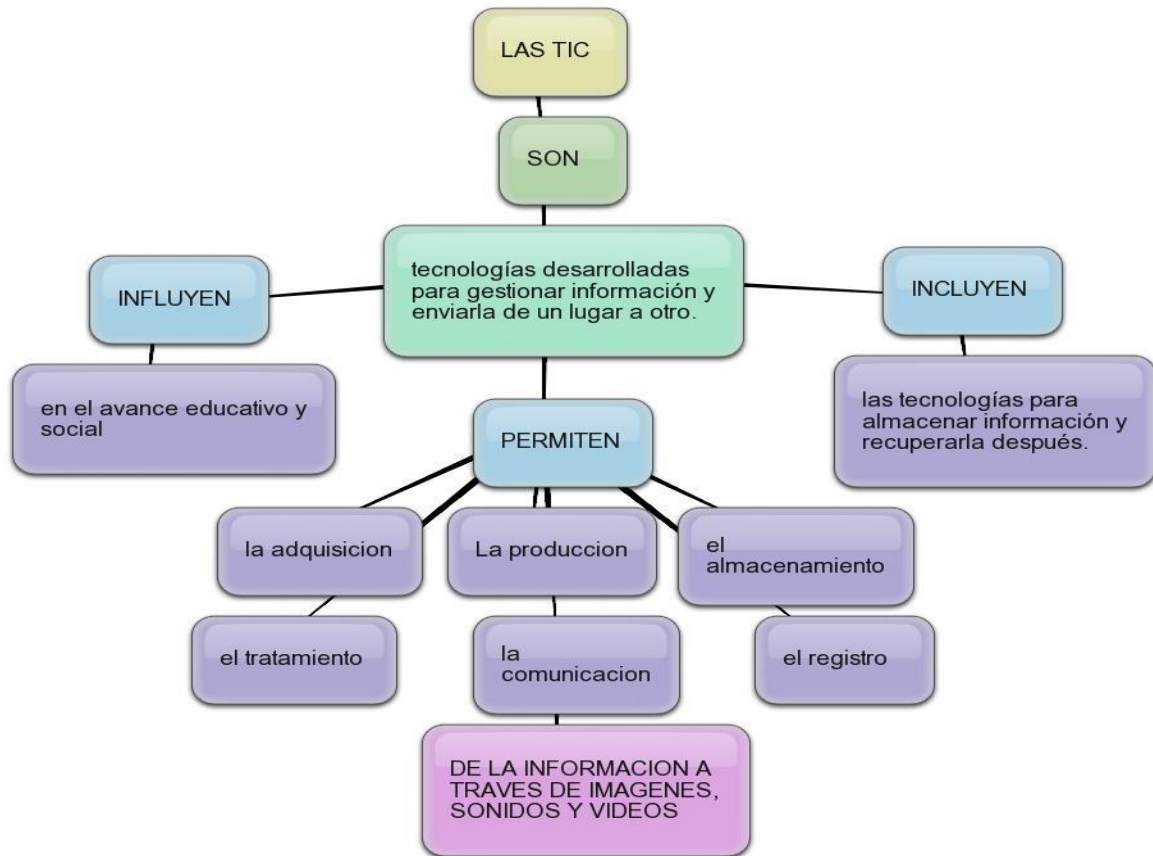 LAS TIC
SON
tecnologías desarrolladas
para gestionar información y
enviarla de un lugar a otro.
INFLUYEN
en el avance educativo y
social
INCLUYEN
las tecnologías para
almacenar información y
recuperarla después.
PERMITEN
la adquisicion
La produccion
el
almacenamiento
el tratamiento
la
comunicacion
el registro
DE LA INFORMACION A
TRAVES DE IMAGENES,
SONIDOS Y VIDEOS